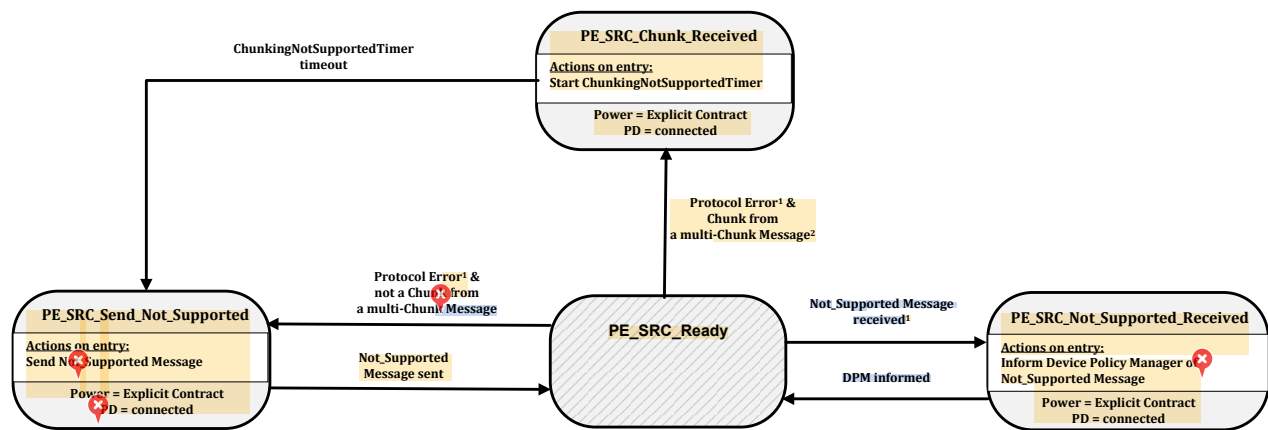 PE_SRC_Chunk_Received
Actions on entry:
Start ChunkingNotSupportedTimer
Power = Explicit Contract
PD = connected
ChunkingNotSupportedTimer
timeout
Protocol Error¹ &
Chunk from
a multi-Chunk Message²
Protocol Error¹ &
not a Chunk from
a multi-Chunk Message
PE_SRC_Send_Not_Supported
Actions on entry:
Send Not_Supported Message
Power = Explicit Contract
PD = connected
Not_Supported
Message sent
PE_SRC_Ready
Not_Supported Message
received¹
DPM informed
PE_SRC_Not_Supported_Received
Actions on entry:
Inform Device Policy Manager of
Not_Supported Message
Power = Explicit Contract
PD = connected